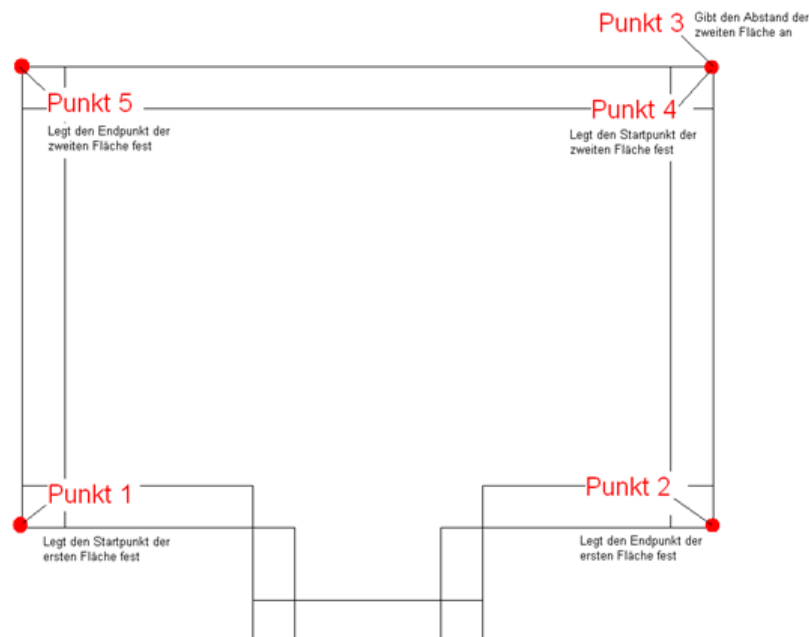 Punkt 3
Gibt den Abstand der
zweiten Fläche an
Punkt 5
Legt den Endpunkt der
zweiten Fläche fest
Punkt 4
Legt den Startpunkt der
zweiten Fläche fest
Punkt 1
Legt den Startpunkt der
ersten Fläche fest
Punkt 2
Legt den Endpunkt der
ersten Fläche fest